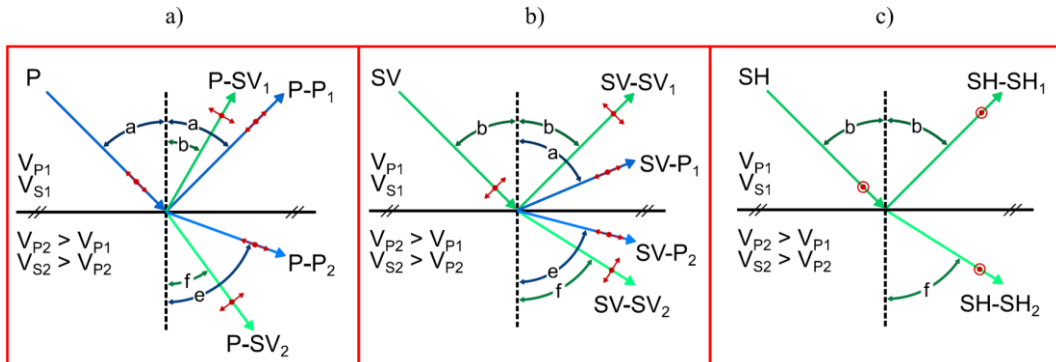 a)
b)
c)
P
P-SV1
P-P1
a
a
b
VP1
VS1
VP2 > VP1
VS2 > VP2
P-P2
f
e
P-SV2
SV
SV-SV1
b
b
a
SV-P1
VP1
VS1
VP2 > VP1
VS2 > VP2
SV-P2
e
f
SV-SV2
SH
SH-SH1
b
b
VP1
VS1
VP2 > VP1
VS2 > VP2
f
SH-SH2